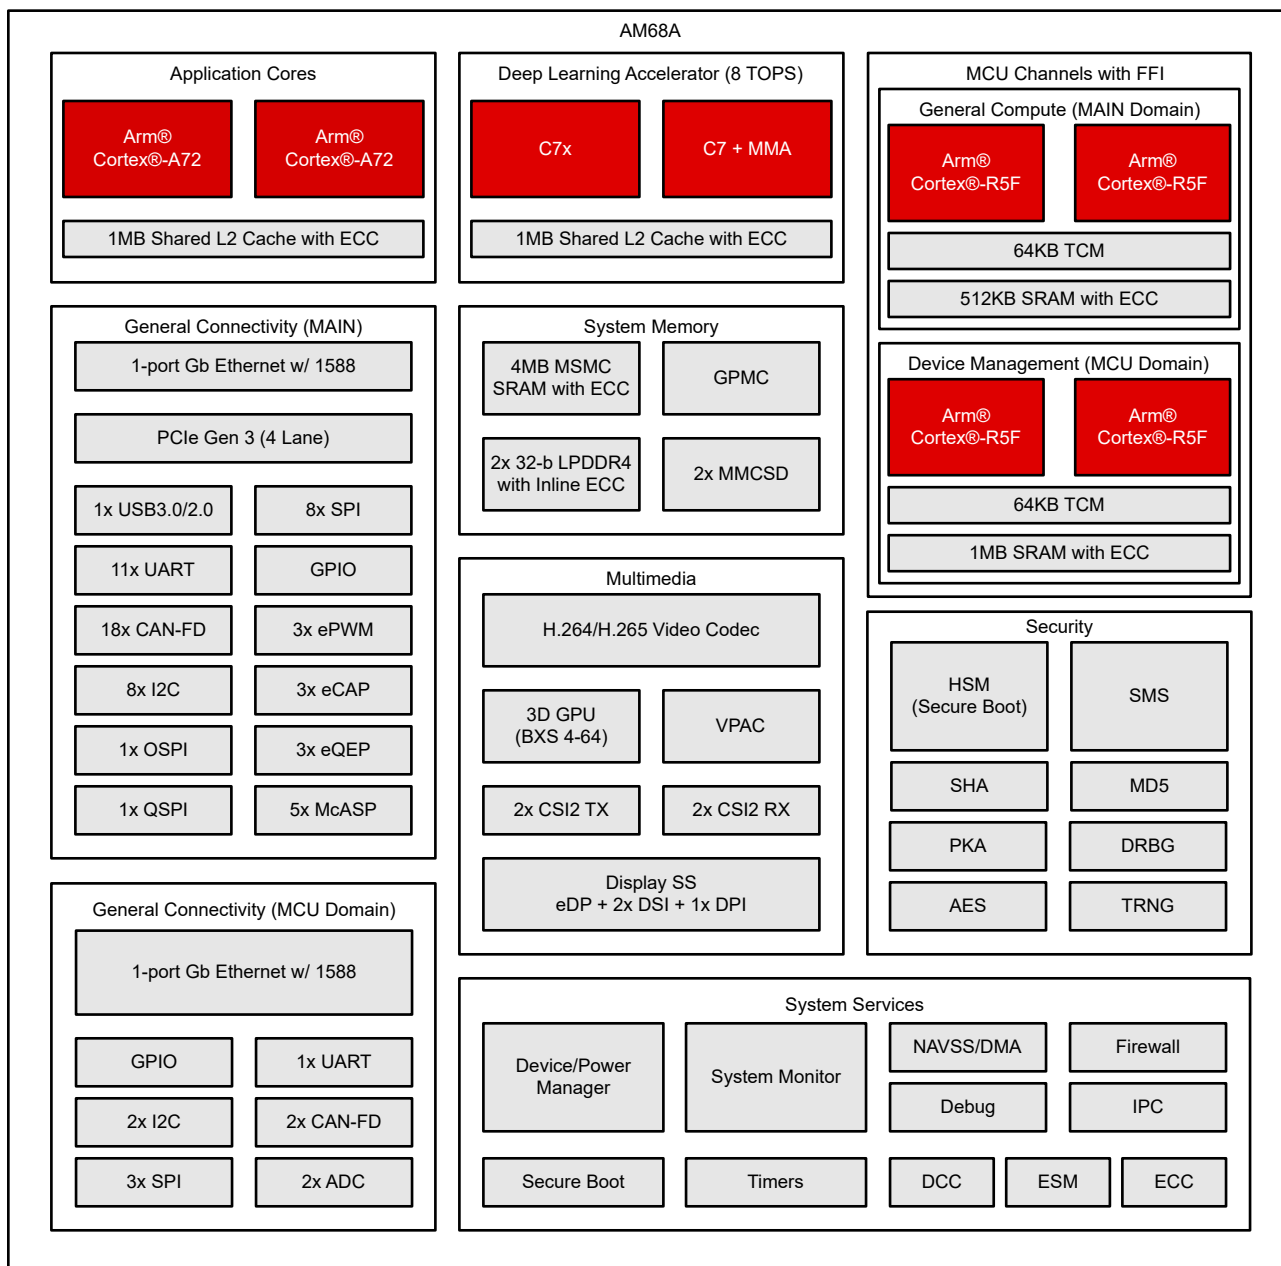 AM68A
Application Cores
Arm®
Cortex®-A72
Arm®
Cortex®-A72
1MB Shared L2 Cache with ECC
Deep Learning Accelerator (8 TOPS)
C7x
C7 + MMA
1MB Shared L2 Cache with ECC
MCU Channels with FFI
General Compute (MAIN Domain)
Arm®
Cortex®-R5F
Arm®
Cortex®-R5F
64KB TCM
512KB SRAM with ECC
Device Management (MCU Domain)
Arm®
Cortex®-R5F
Arm®
Cortex®-R5F
64KB TCM
1MB SRAM with ECC
General Connectivity (MAIN)
1-port Gb Ethernet w/ 1588
PCIe Gen 3 (4 Lane)
1x USB3.0/2.0
8x SPI
11x UART
GPIO
18x CAN-FD
3x ePWM
8x I2C
3x eCAP
1x OSPI
3x eQEP
1x QSPI
5x McASP
System Memory
4MB MSMC
SRAM with ECC
GPMC
2x 32-b LPDDR4
with Inline ECC
2x MMCSD
Multimedia
H.264/H.265 Video Codec
3D GPU
(BXS 4-64)
VPAC
2x CSI2 TX
2x CSI2 RX
Display SS
eDP + 2x DSI + 1x DPI
Security
HSM
(Secure Boot)
SMS
SHA
MD5
PKA
DRBG
AES
TRNG
General Connectivity (MCU Domain)
1-port Gb Ethernet w/ 1588
GPIO
1x UART
2x I2C
2x CAN-FD
3x SPI
2x ADC
System Services
Device/Power
Manager
System Monitor
NAVSS/DMA
Firewall
Debug
IPC
Secure Boot
Timers
DCC
ESM
ECC